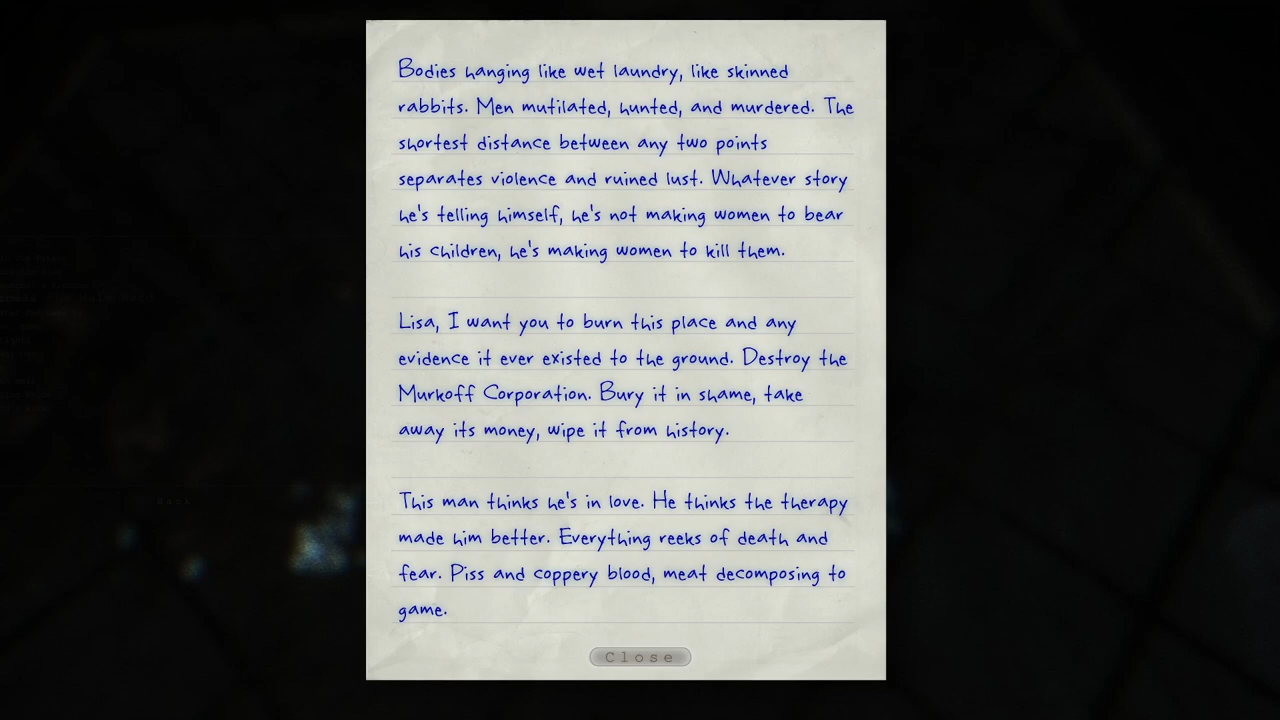 Bodies hanging like wet laundry, like skinned
rabbits. Men mutilated, hunted, and murdered. The
shortest distance between any two points
separates violence and ruined lust. Whatever story
he's telling himself, he's not making women to bear
his children, he's making women to kill them.
Lisa, I want you to burn this place and any
evidence it ever existed to the ground. Destroy the
Murkoff Corporation. Bury it in shame, take
away its money, wipe it from history.
This man thinks he's in love. He thinks the therapy
made him better. Everything reeks of death and
fear. Piss and coppery blood, meat decomposing to
game.
Close